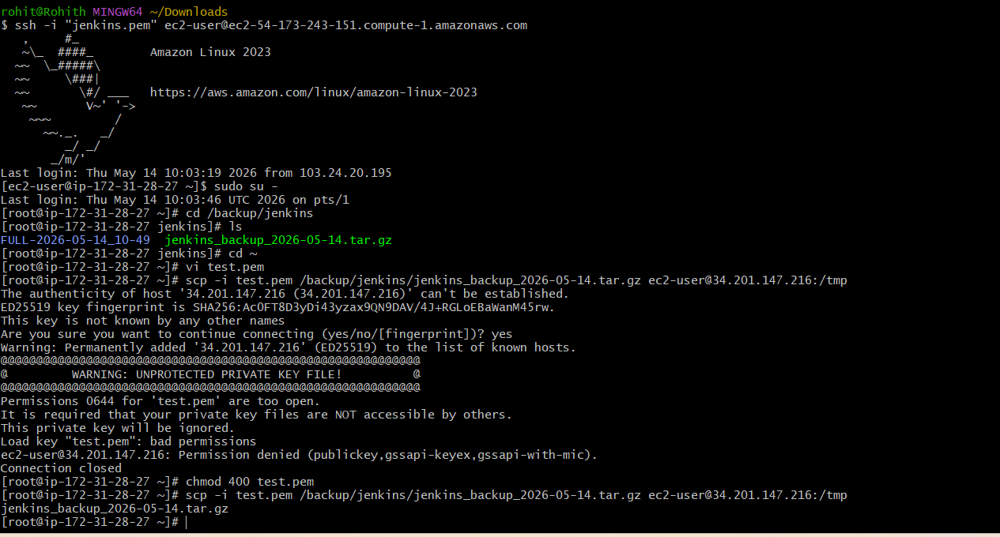 rohit@Rohith MINGW64 ~/Downloads
$ ssh -i "jenkins.pem" ec2-user@ec2-54-173-243-151.compute-1.amazonaws.com
   ,     #_
   ~\_  ####_        Amazon Linux 2023
  ~~  \_#####\
  ~~     \###|
  ~~       \#/ ___   https://aws.amazon.com/linux/amazon-linux-2023
   ~~       V~' '->
    ~~~         /
      ~~._.   _/
         _/ _/
       _/m/'
Last login: Thu May 14 10:03:19 2026 from 103.24.20.195
[ec2-user@ip-172-31-28-27 ~]$ sudo su -
Last login: Thu May 14 10:03:46 UTC 2026 on pts/1
[root@ip-172-31-28-27 ~]# cd /backup/jenkins
[root@ip-172-31-28-27 jenkins]# ls
FULL-2026-05-14_10-49  jenkins_backup_2026-05-14.tar.gz
[root@ip-172-31-28-27 jenkins]# cd ~
[root@ip-172-31-28-27 ~]# vi test.pem
[root@ip-172-31-28-27 ~]# scp -i test.pem /backup/jenkins/jenkins_backup_2026-05-14.tar.gz ec2-user@34.201.147.216:/tmp
The authenticity of host '34.201.147.216 (34.201.147.216)' can't be established.
ED25519 key fingerprint is SHA256:AcOFT8D3yDi43yzax9QN9DAV/4J+RGLoEBaWanM45rw.
This key is not known by any other names
Are you sure you want to continue connecting (yes/no/[fingerprint])? yes
Warning: Permanently added '34.201.147.216' (ED25519) to the list of known hosts.
@@@@@@@@@@@@@@@@@@@@@@@@@@@@@@@@@@@@@@@@@@@@@@@@@@@@@@@@@@@
@         WARNING: UNPROTECTED PRIVATE KEY FILE!          @
@@@@@@@@@@@@@@@@@@@@@@@@@@@@@@@@@@@@@@@@@@@@@@@@@@@@@@@@@@@
Permissions 0644 for 'test.pem' are too open.
It is required that your private key files are NOT accessible by others.
This private key will be ignored.
Load key "test.pem": bad permissions
ec2-user@34.201.147.216: Permission denied (publickey,gssapi-keyex,gssapi-with-mic).
Connection closed
[root@ip-172-31-28-27 ~]# chmod 400 test.pem
[root@ip-172-31-28-27 ~]# scp -i test.pem /backup/jenkins/jenkins_backup_2026-05-14.tar.gz ec2-user@34.201.147.216:/tmp
jenkins_backup_2026-05-14.tar.gz
[root@ip-172-31-28-27 ~]#